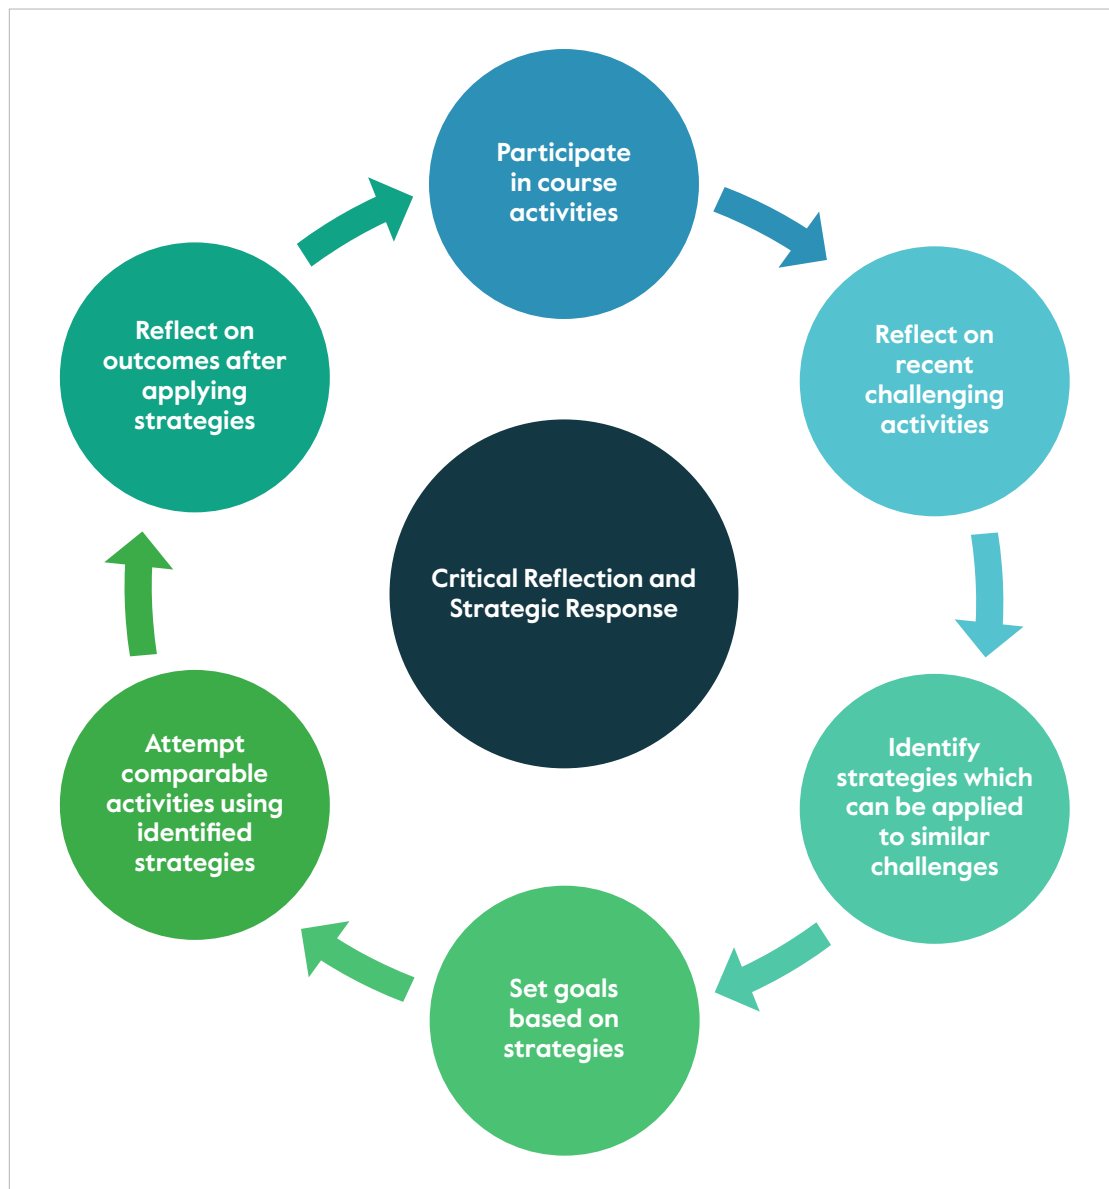 Participate
in course
activities
Reflect on
recent
challenging
activities
Identify
strategies which
can be applied
to similar
challenges
Set goals
based on
strategies
Attempt
comparable
activities using
identified
strategies
Reflect on
outcomes after
applying
strategies
Critical Reflection and
Strategic Response